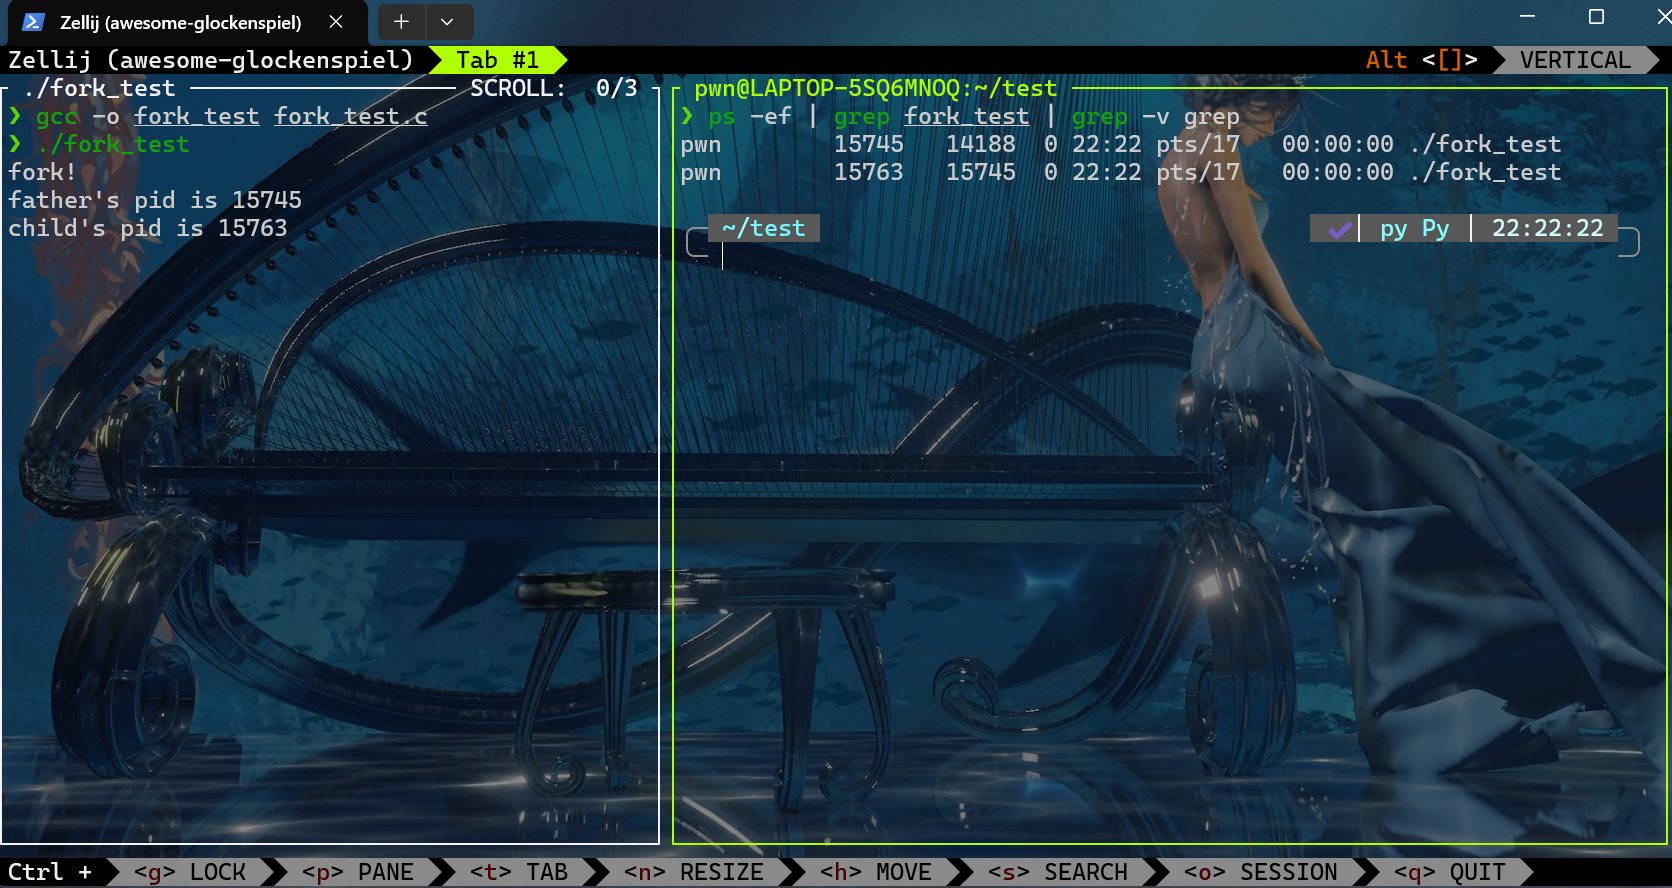 Zellij (awesome-glockenspiel)
Zellij (awesome-glockenspiel) Tab #1 Alt <[]> VERTICAL
./fork_test SCROLL: 0/3
❯ gcc -o fork_test fork_test.c
❯ ./fork_test
fork!
father's pid is 15745
child's pid is 15763
pwn@LAPTOP-5SQ6MNOQ:~/test
❯ ps -ef | grep fork_test | grep -v grep
pwn 15745 14188 0 22:22 pts/17 00:00:00 ./fork_test
pwn 15763 15745 0 22:22 pts/17 00:00:00 ./fork_test
~/test ✔ py Py 22:22:22
Ctrl + <g> LOCK <p> PANE <t> TAB <n> RESIZE <h> MOVE <s> SEARCH <o> SESSION <q> QUIT